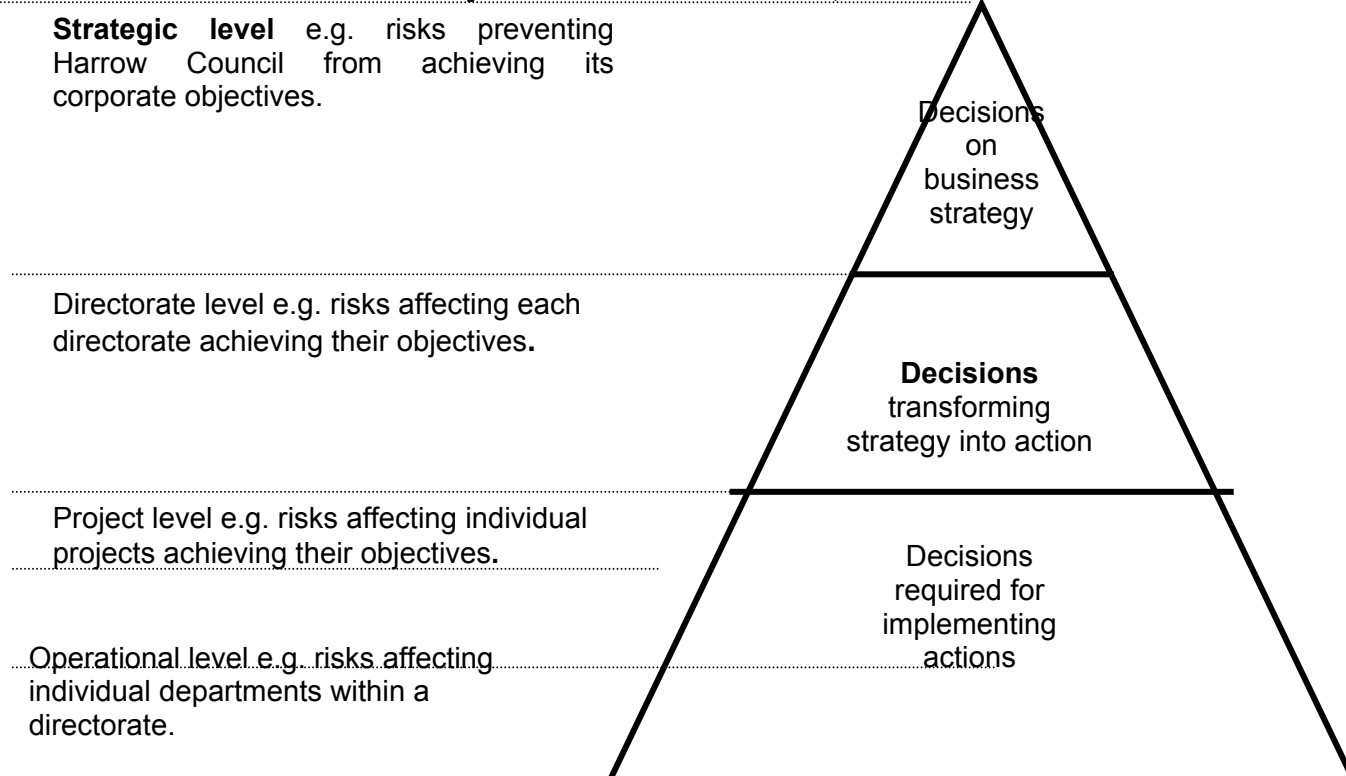 Strategic level e.g. risks preventing
Harrow Council from achieving its
corporate objectives.
Decisions
on
business
strategy
Directorate level e.g. risks affecting each
directorate achieving their objectives.
Decisions
transforming
strategy into action
Project level e.g. risks affecting individual
projects achieving their objectives.
Decisions
required for
implementing
actions
Operational level e.g. risks affecting
individual departments within a
directorate.